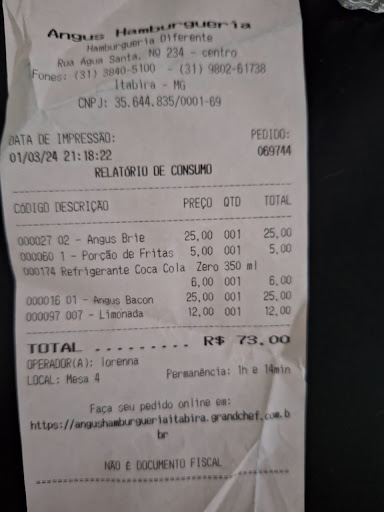 Angus Hamburgueria
Hamburgueria Diferente
Rua Água Santa, NO 234 - centro
Fones: (31) 3840-5100 - (31) 9802-61738
Itabira - MG
CNPJ: 35.644.835/0001-69
DATA DE IMPRESSÃO: PEDIDO:
01/03/24 21:18:22 069744
RELATÓRIO DE CONSUMO
CóDIGO DESCRIÇÃO PREÇO QTD TOTAL
000027 02 - Angus Brie 25,00 001 25,00
000060 1 - Porção de Fritas 5,00 001 5,00
000174 Refrigerante Coca Cola Zero 350 ml
6,00 001 6,00
000016 01 - Angus Bacon 25,00 001 25,00
000097 007 - Limonada 12,00 001 12,00
TOTAL ......... R$ 73,00
OPERADOR(A): lorenna
LOCAL: Mesa 4 Permanência: 1h e 14min
Faça seu pedido online em:
https://angushamburgueriaitabira.grandchef.com.b
br
NÃO É DOCUMENTO FISCAL